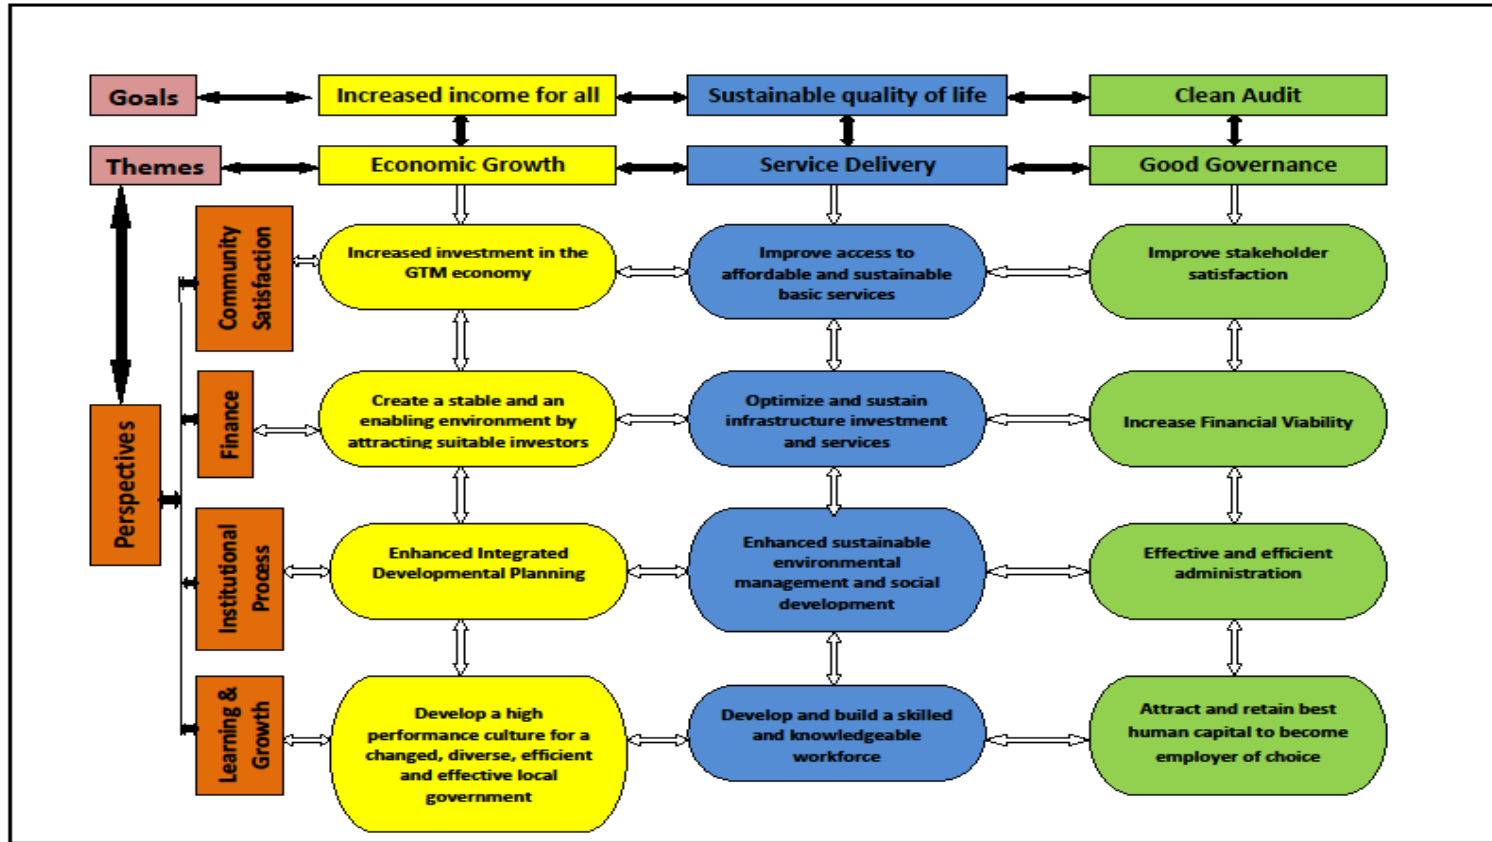 Goals
Increased income for all
Sustainable quality of life
Clean Audit
Themes
Economic Growth
Service Delivery
Good Governance
Perspectives
Community
Satisfaction
Increased investment in the
GTM economy
Improve access to
affordable and sustainable
basic services
Improve stakeholder
satisfaction
Finance
Create a stable and an
enabling environment by
attracting suitable investors
Optimize and sustain
infrastructure investment
and services
Increase Financial Viability
Institutional
Process
Enhanced Integrated
Developmental Planning
Enhanced sustainable
environmental
management and social
development
Effective and efficient
administration
Learning &
Growth
Develop a high
performance culture for a
changed, diverse, efficient
and effective local
government
Develop and build a skilled
and knowledgeable
workforce
Attract and retain best
human capital to become
employer of choice